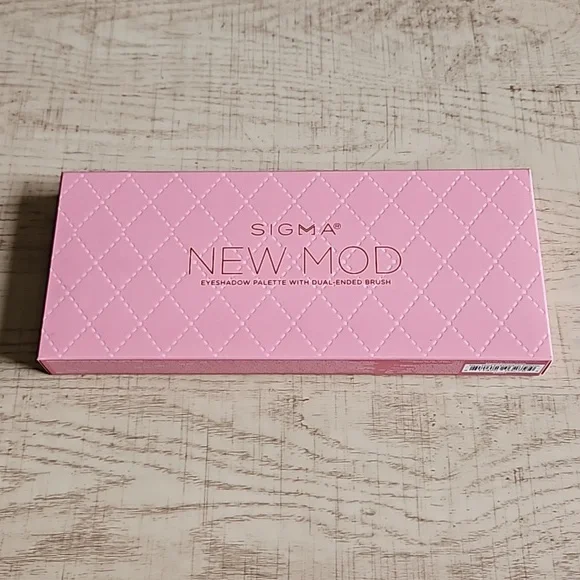 SIGMA®
NEW MOD
EYESHADOW PALETTE WITH DUAL-ENDED BRUSH